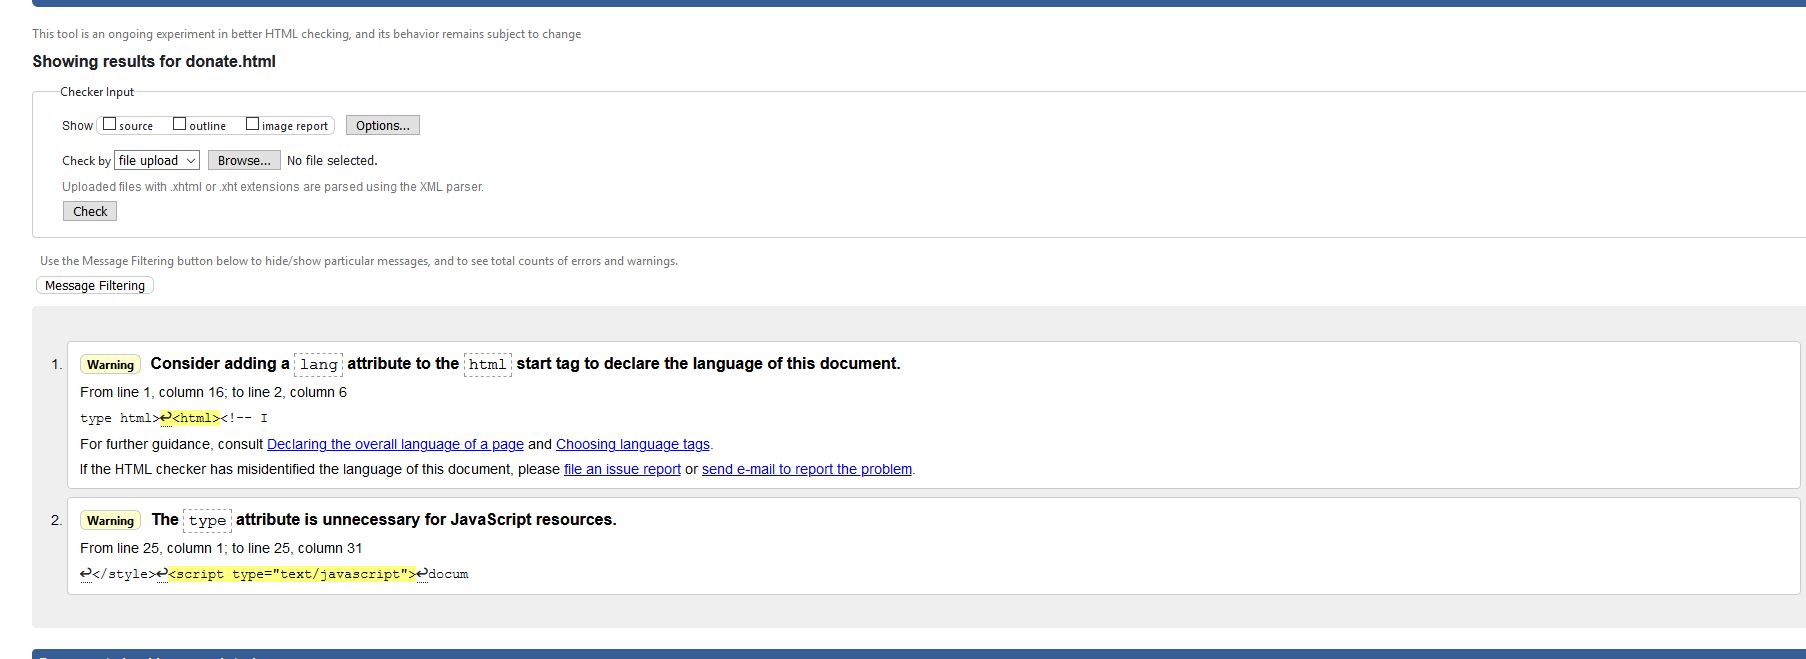 This tool is an ongoing experiment in better HTML checking, and its behavior remains subject to change
Showing results for donate.html
Checker Input
Show source outline image report Options...
Check by file upload Browse... No file selected.
Uploaded files with .xhtml or .xht extensions are parsed using the XML parser.
Check
Use the Message Filtering button below to hide/show particular messages, and to see total counts of errors and warnings.
Message Filtering
1. Warning Consider adding a lang attribute to the html start tag to declare the language of this document.
From line 1, column 16; to line 2, column 6
type html>↩<html><!-- I
For further guidance, consult Declaring the overall language of a page and Choosing language tags.
If the HTML checker has misidentified the language of this document, please file an issue report or send e-mail to report the problem.
2. Warning The type attribute is unnecessary for JavaScript resources.
From line 25, column 1; to line 25, column 31
↩</style>↩<script type="text/javascript">↩docum